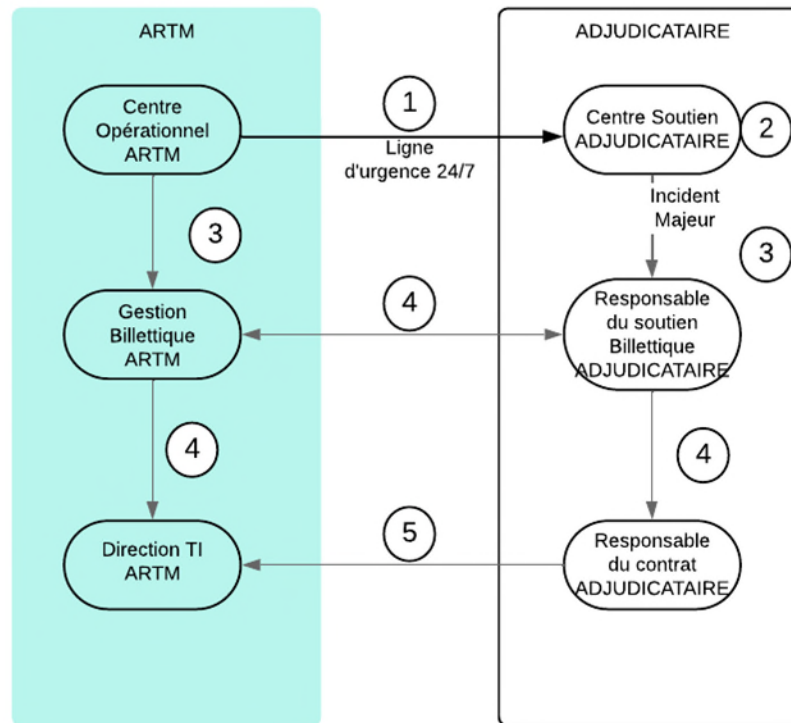 ARTM
ADJUDICATAIRE
Centre
Opérationnel
ARTM
1
Ligne
d'urgence 24/7
Centre Soutien
ADJUDICATAIRE
2
Incident
Majeur
3
3
Gestion
Billettique
ARTM
4
Responsable
du soutien
Billettique
ADJUDICATAIRE
4
4
Direction TI
ARTM
5
Responsable
du contrat
ADJUDICATAIRE